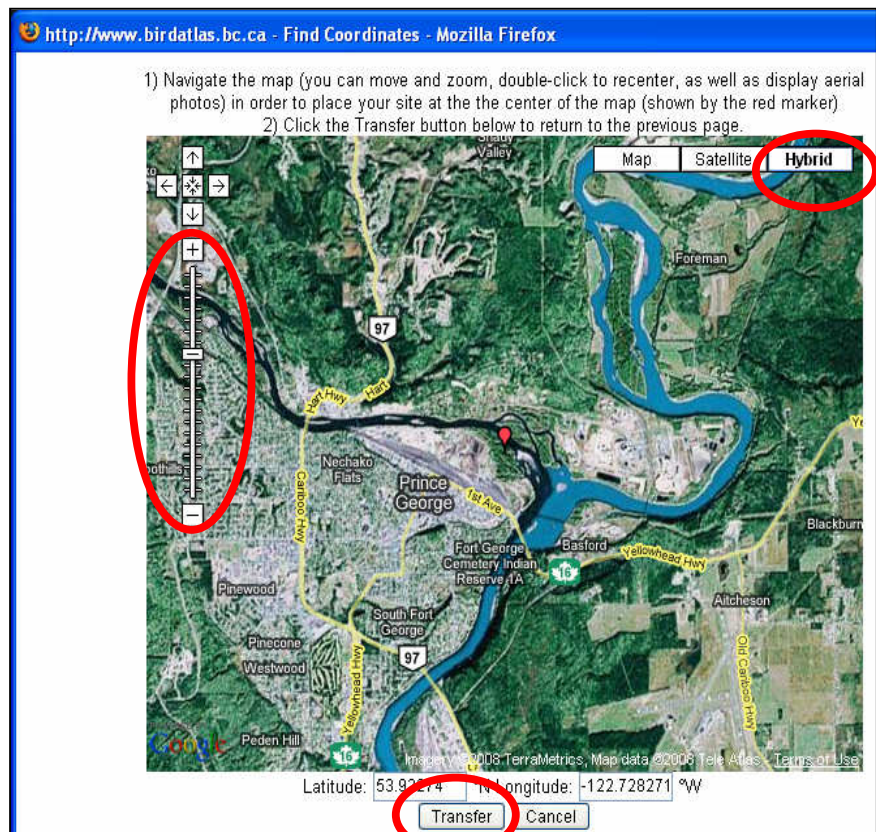 http://www.birdatlas.bc.ca - Find Coordinates - Mozilla Firefox
1) Navigate the map (you can move and zoom, double-click to recenter, as well as display aerial
photos) in order to place your site at the the center of the map (shown by the red marker)
2) Click the Transfer button below to return to the previous page.
Shady
Valley
Map
Satellite
Hybrid
Foreman
97
Hart Hwy
Hart
Nechako
Flats
Cariboo Hwy
Prince
George
1st Ave
Blackburn
Fort George
Cemetery Indian
Reserve 1A
Basford
Yellowhead Hwy
16
Pinewood
Aitcheson
South Fort
George
Pinecone
Westwood
97
Old Cariboo Hwy
Yellowhead Hwy
Google
Peden Hill
16
Imagery ©2008 TerraMetrics, Map data ©2008 Tele Atlas - Terms of Use
Latitude: 53.93274 °N Longitude: -122.728271 °W
Transfer
Cancel